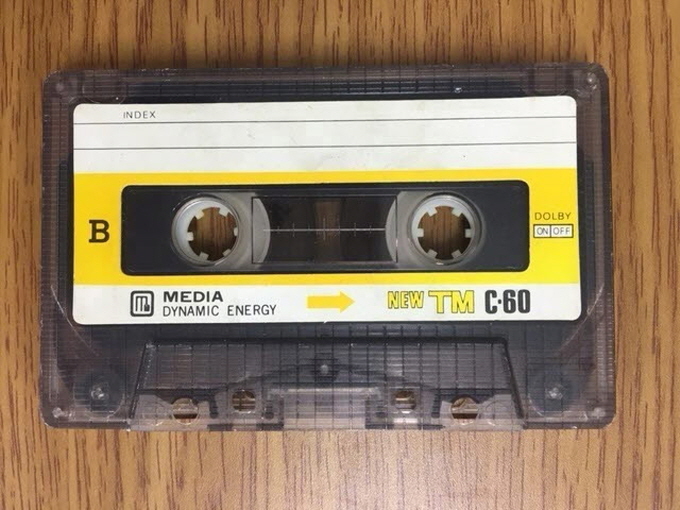 INDEX
B
DOLBY
ON OFF
MEDIA
DYNAMIC ENERGY
NEW TM C-60